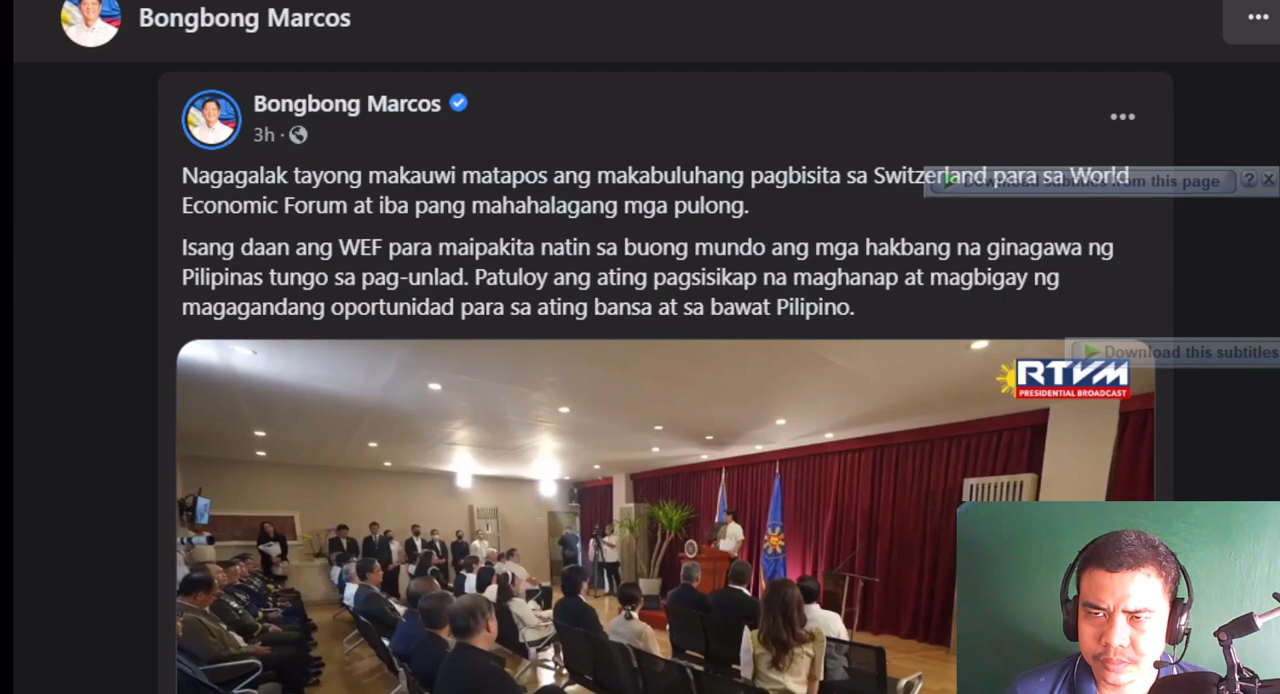 Bongbong Marcos
Bongbong Marcos
3h ·
Nagagalak tayong makauwi matapos ang makabuluhang pagbisita sa Switzerland para sa World
Download subtitles from this page
Economic Forum at iba pang mahahalagang mga pulong.
Isang daan ang WEF para maipakita natin sa buong mundo ang mga hakbang na ginagawa ng
Pilipinas tungo sa pag-unlad. Patuloy ang ating pagsisikap na maghanap at magbigay ng
magagandang oportunidad para sa ating bansa at sa bawat Pilipino.
Download this subtitles
RTVM
PRESIDENTIAL BROADCAST